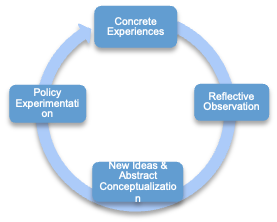 Concrete
Experiences
Reflective
Observation
New Ideas &
Abstract
Conceptualizatio
n
Policy
Experimentati
on